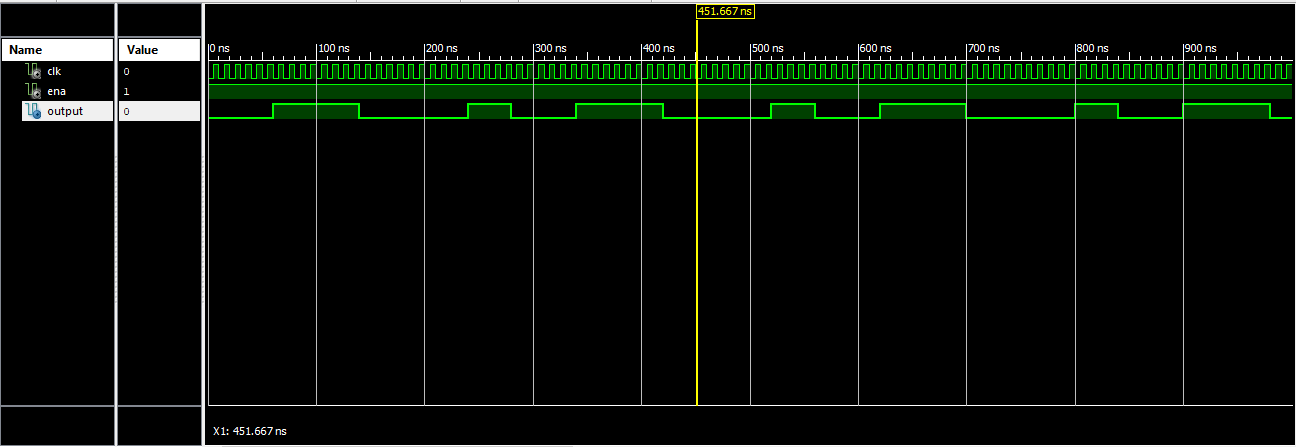 451.667 ns
Name Value 0 ns 100 ns 200 ns 300 ns 400 ns 500 ns 600 ns 700 ns 800 ns 900 ns
clk 0
ena 1
output 0
X1: 451.667 ns